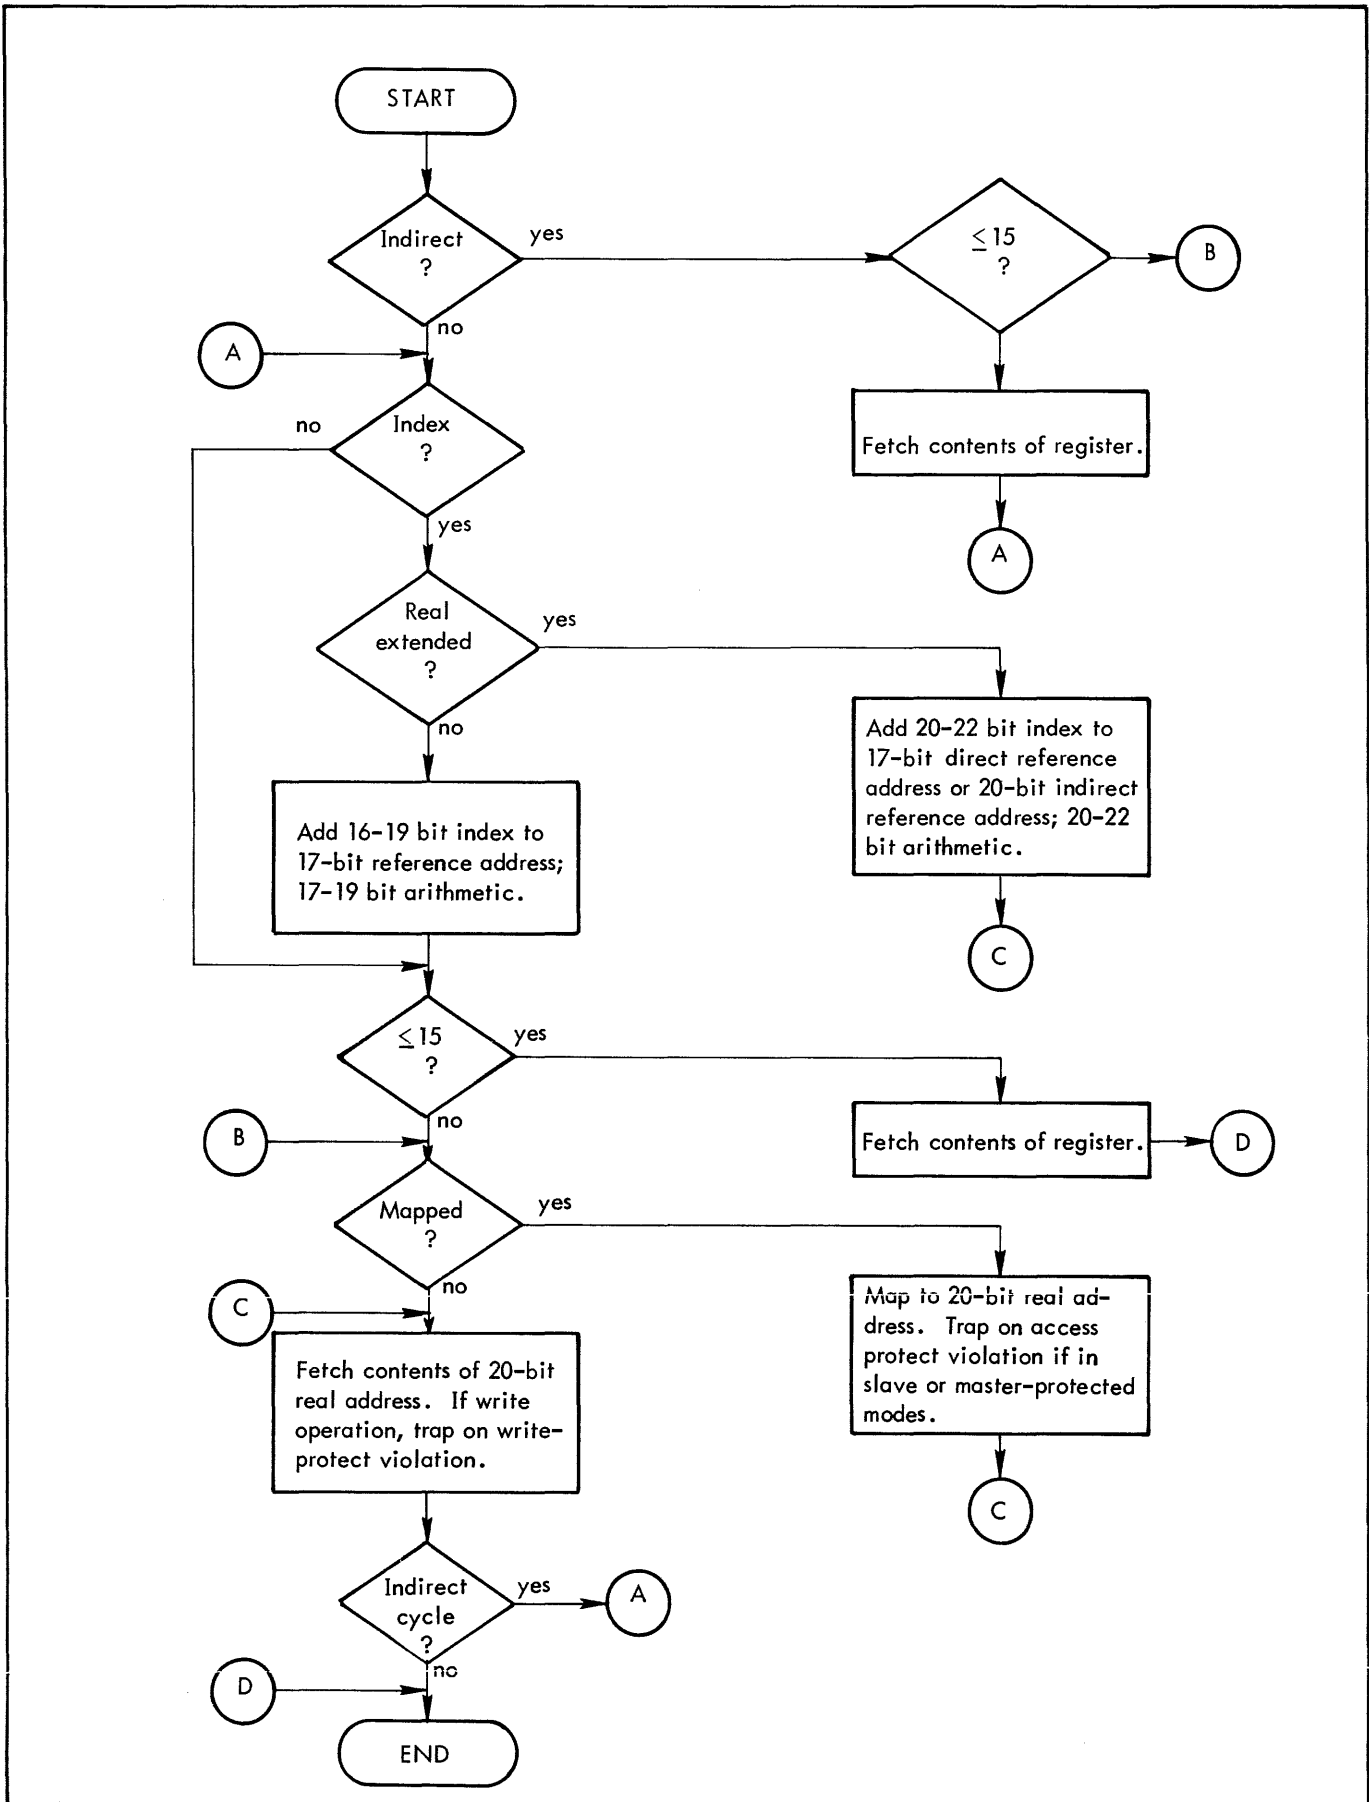 START
Indirect
?
yes
≤ 15
?
B
no
A
Index
?
no
Fetch contents of register.
yes
A
Real
extended
?
yes
no
Add 20-22 bit index to
17-bit direct reference
address or 20-bit indirect
reference address; 20-22
bit arithmetic.
Add 16-19 bit index to
17-bit reference address;
17-19 bit arithmetic.
C
≤ 15
?
yes
no
B
Fetch contents of register.
D
Mapped
?
yes
no
C
Map to 20-bit real ad-
dress. Trap on access
protect violation if in
slave or master-protected
modes.
Fetch contents of 20-bit
real address. If write
operation, trap on write-
protect violation.
C
Indirect
cycle
?
yes
A
no
D
END